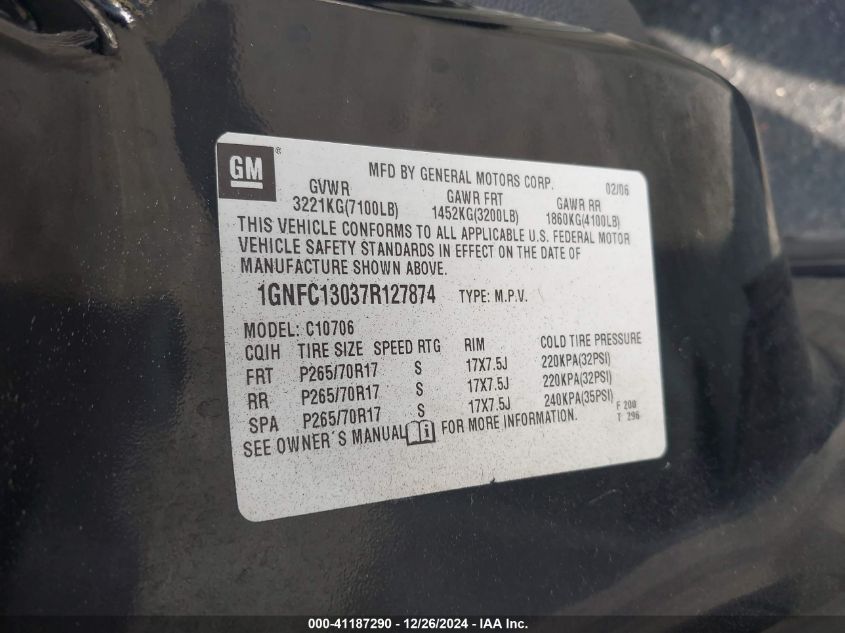 GM ®
MFD BY GENERAL MOTORS CORP. 02/06
GVWR GAWR FRT GAWR RR
3221KG(7100LB) 1452KG(3200LB) 1860KG(4100LB)
THIS VEHICLE CONFORMS TO ALL APPLICABLE U.S. FEDERAL MOTOR
VEHICLE SAFETY STANDARDS IN EFFECT ON THE DATE OF
MANUFACTURE SHOWN ABOVE.
1GNFC13037R127874 TYPE: M.P.V.
MODEL: C10706
CQIH TIRE SIZE SPEED RTG RIM COLD TIRE PRESSURE
FRT P265/70R17 S 17X7.5J 220KPA(32PSI)
RR P265/70R17 S 17X7.5J 220KPA(32PSI)
SPA P265/70R17 S 17X7.5J 240KPA(35PSI)
SEE OWNER´S MANUAL i FOR MORE INFORMATION.
F 200
T 296
000-41187290 - 12/26/2024 - IAA Inc.